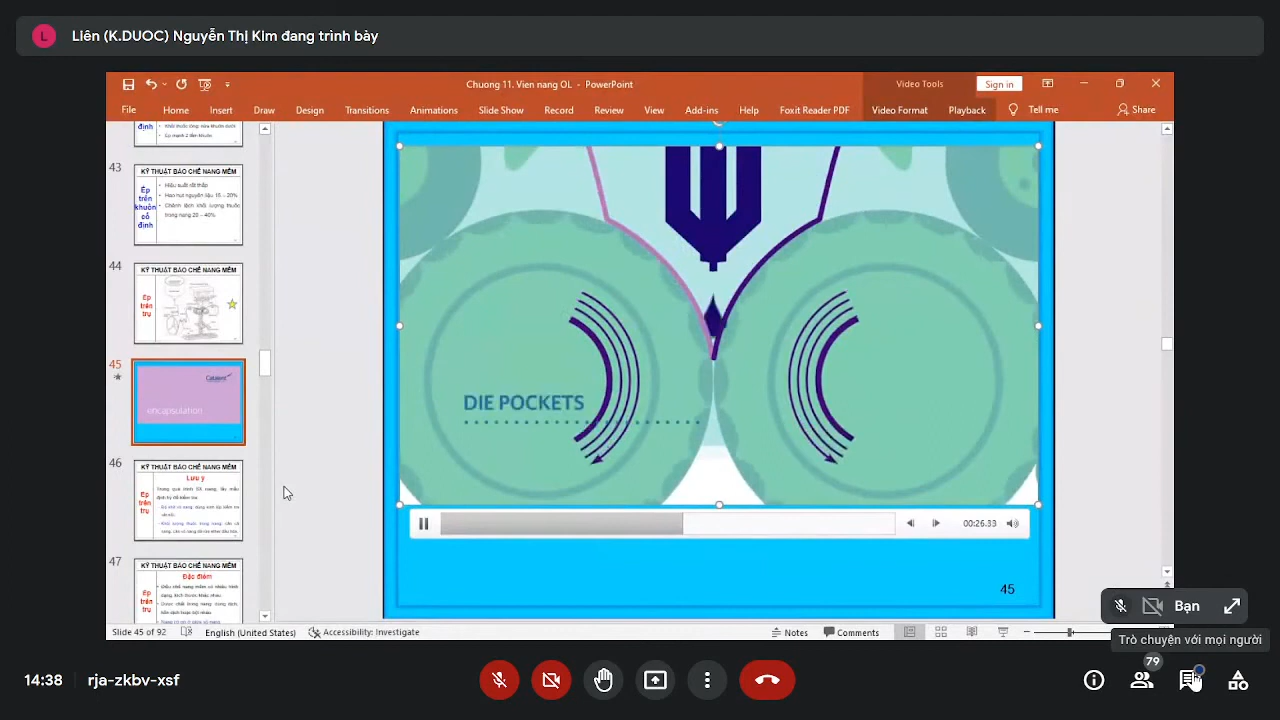 L
Liên (K.DUOC) Nguyễn Thị Kim đang trình bày
Chuong 11. Vien nang OL - PowerPoint
Video Tools
Sign in
File Home Insert Draw Design Transitions Animations Slide Show Record Review View Add-ins Help Foxit Reader PDF Video Format Playback Tell me Share
định
43
KỸ THUẬT BÀO CHẾ NANG MỀM
Ép trên khuôn cố định
• Hiệu suất rất thấp
• Hao hụt nguyên liệu 15 – 20%
• Chênh lệch khối lượng thuốc trong nang 20 – 40%
44
KỸ THUẬT BÀO CHẾ NANG MỀM
Ép trên trụ
45
Catalent
encapsulation
46
KỸ THUẬT BÀO CHẾ NANG MỀM
Lưu ý
Ép trên trụ
47
KỸ THUẬT BÀO CHẾ NANG MỀM
Đặc điểm
Ép trên trụ
DIE POCKETS
00:26.33
45
Bạn
Trò chuyện với mọi người
Slide 45 of 92 English (United States) Accessibility: Investigate Notes Comments
14:38 rja-zkbv-xsf
79